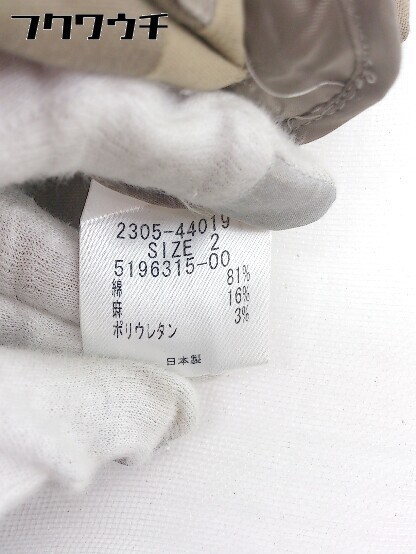 フクワウチ
2305-44019
SIZE 2
5196315-00
綿 81%
麻 16%
ポリウレタン 3%
日本製